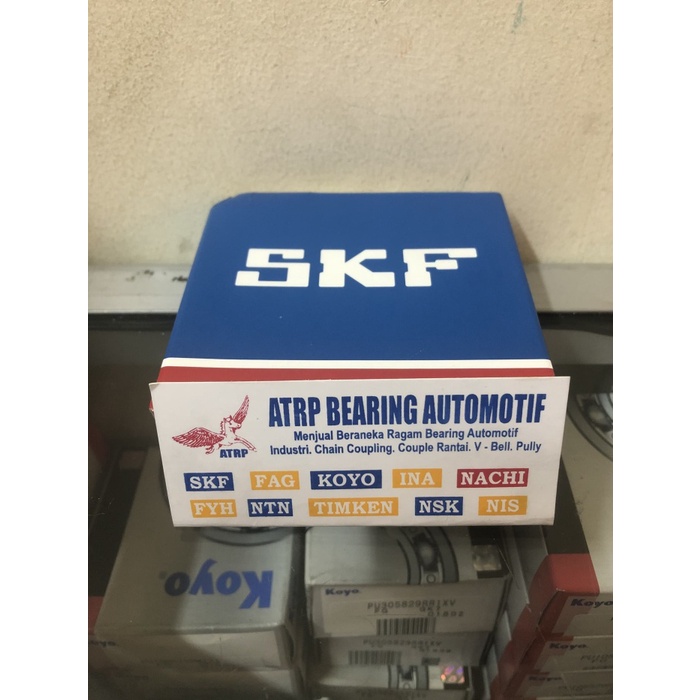 SKF
ATRP BEARING AUTOMOTIF
Menjual Beraneka Ragam Bearing Automotif
Industri. Chain Coupling. Couple Rantai. V - Bell. Pully
ATRP
SKF FAG KOYO INA NACHI
FYH NTN TIMKEN NSK NIS
Koyo
Koyo
Koyo